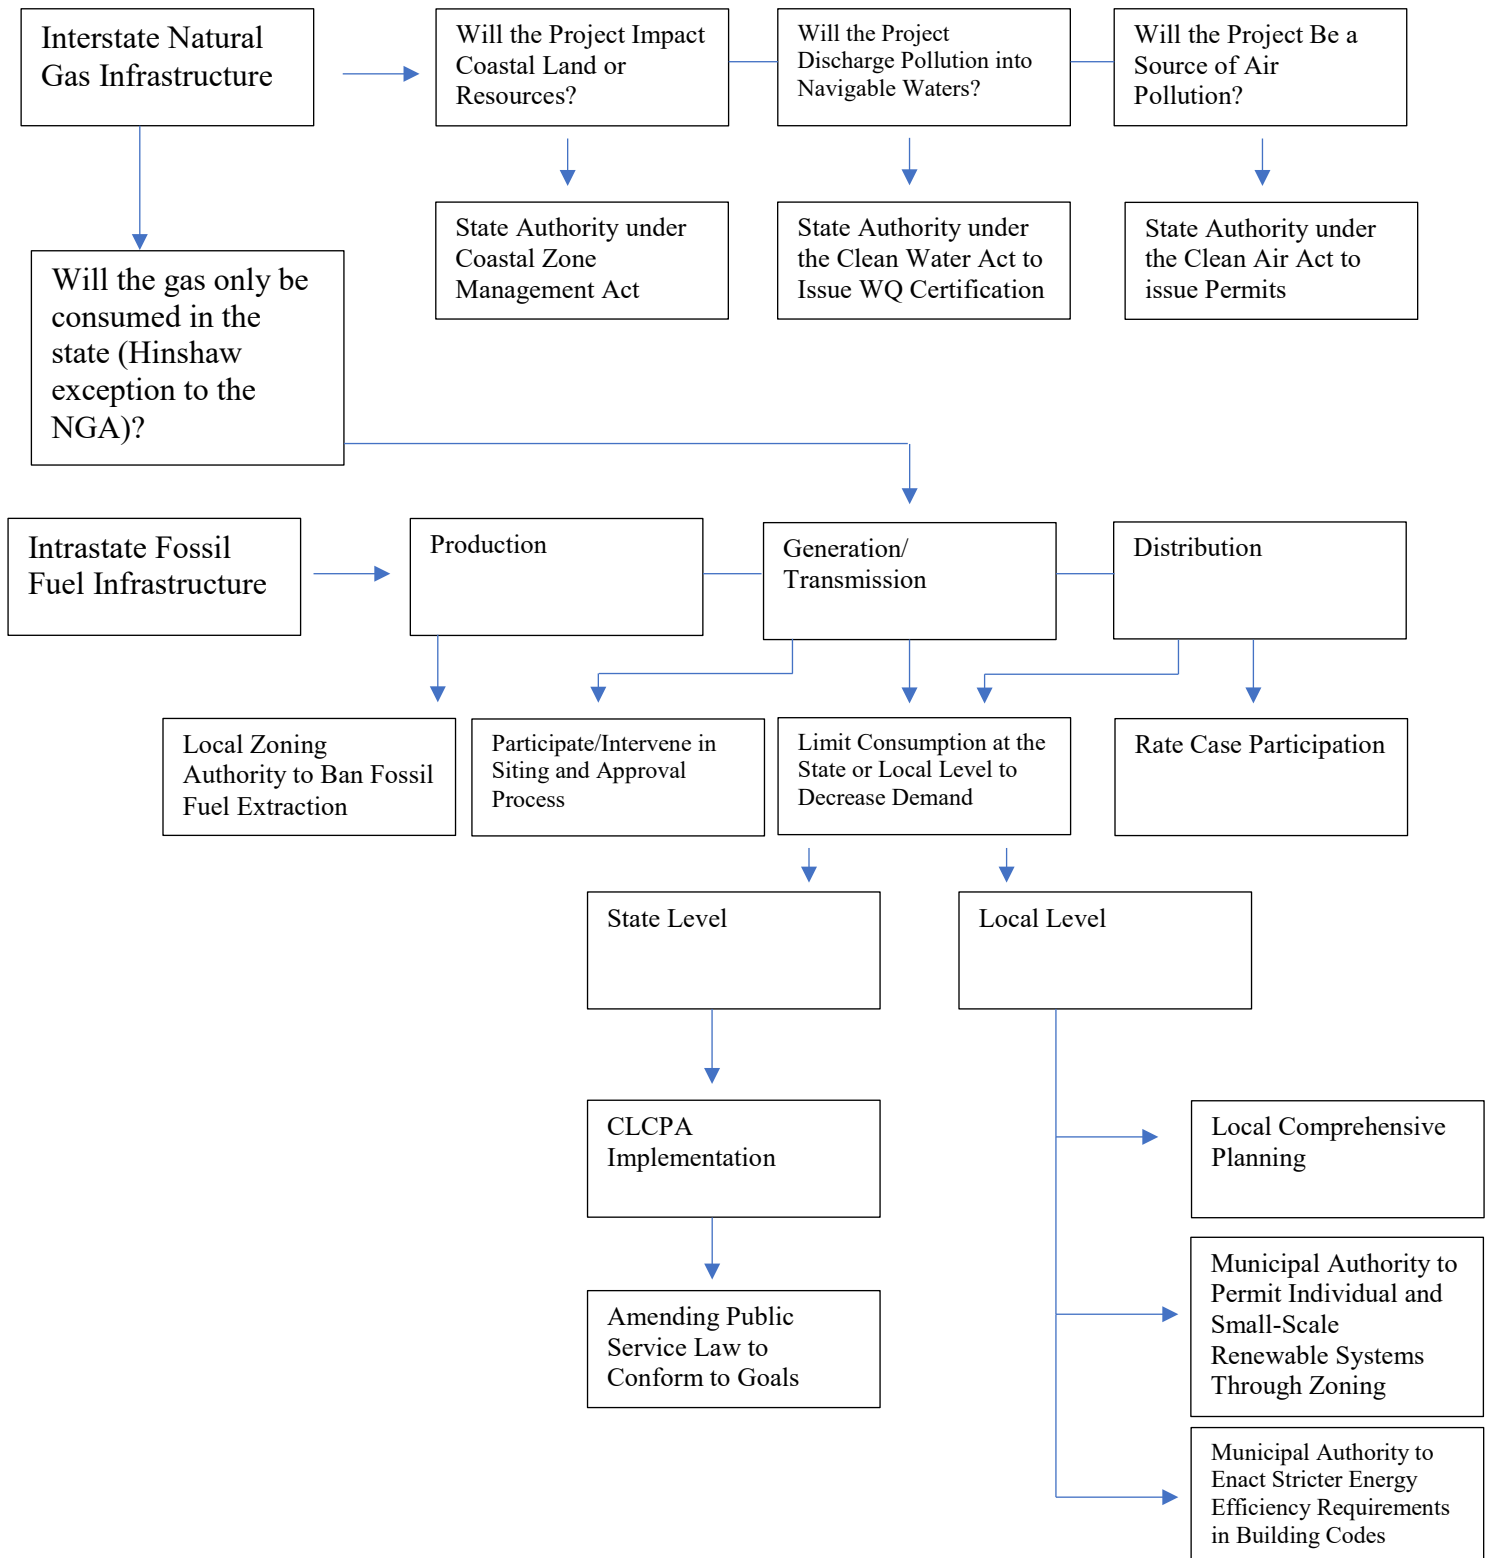 Interstate Natural
Gas Infrastructure
Will the Project Impact
Coastal Land or
Resources?
Will the Project
Discharge Pollution into
Navigable Waters?
Will the Project Be a
Source of Air
Pollution?
State Authority under
Coastal Zone
Management Act
State Authority under
the Clean Water Act to
Issue WQ Certification
State Authority under
the Clean Air Act to
issue Permits
Will the gas only be
consumed in the
state (Hinshaw
exception to the
NGA)?
Intrastate Fossil
Fuel Infrastructure
Production
Generation/
Transmission
Distribution
Local Zoning
Authority to Ban Fossil
Fuel Extraction
Participate/Intervene in
Siting and Approval
Process
Limit Consumption at the
State or Local Level to
Decrease Demand
Rate Case Participation
State Level
Local Level
CLCPA
Implementation
Local Comprehensive
Planning
Amending Public
Service Law to
Conform to Goals
Municipal Authority to
Permit Individual and
Small-Scale
Renewable Systems
Through Zoning
Municipal Authority to
Enact Stricter Energy
Efficiency Requirements
in Building Codes